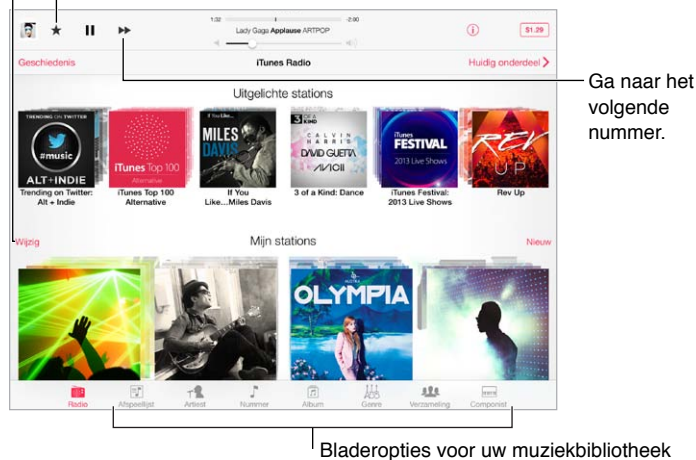 1:32
-2:00
Lady Gaga Applause ARTPOP
$1.29
Geschiedenis
iTunes Radio
Huidig onderdeel
Ga naar het
volgende
nummer.
Uitgelichte stations
TRENDING ON TWITTER
#music
ALT+INDIE
iTunes Top 100
Alternative
If You Like...
MILES
DAVIS
3 OF A
KIND
CALVIN
HARRIS
DAVID GUETTA
AVICII
iTunes
FESTIVAL
2013 Live Shows
REV
UP
Trending on Twitter:
Alt + Indie
iTunes Top 100
Alternative
If You
Like...Miles Davis
3 of a Kind: Dance
iTunes Festival:
2013 Live Shows
Rev Up
Wijzig
Mijn stations
Nieuw
OLYMPIA
Radio
Afspeellijst
Artiest
Nummer
Album
Genre
Verzameling
Componist
Bladeropties voor uw muziekbibliotheek